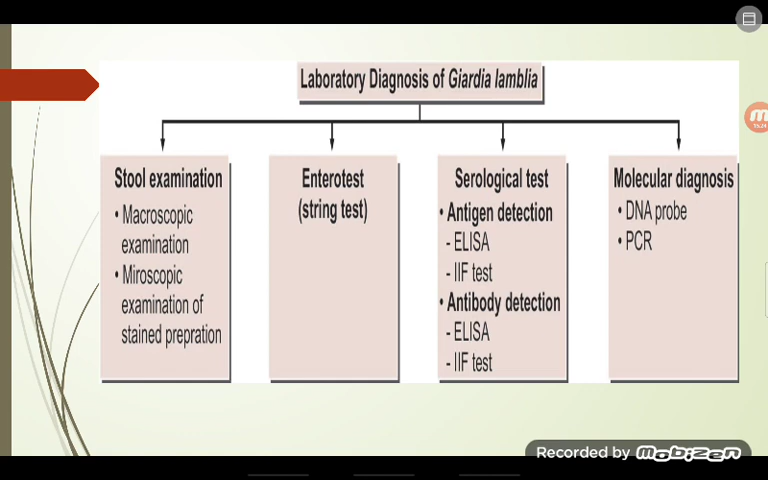 Laboratory Diagnosis of Giardia lamblia
Stool examination
• Macroscopic
examination
• Miroscopic
examination of
stained prepration
Enterotest
(string test)
Serological test
• Antigen detection
- ELISA
- IIF test
• Antibody detection
- ELISA
- IIF test
Molecular diagnosis
• DNA probe
• PCR
Recorded by mobizen